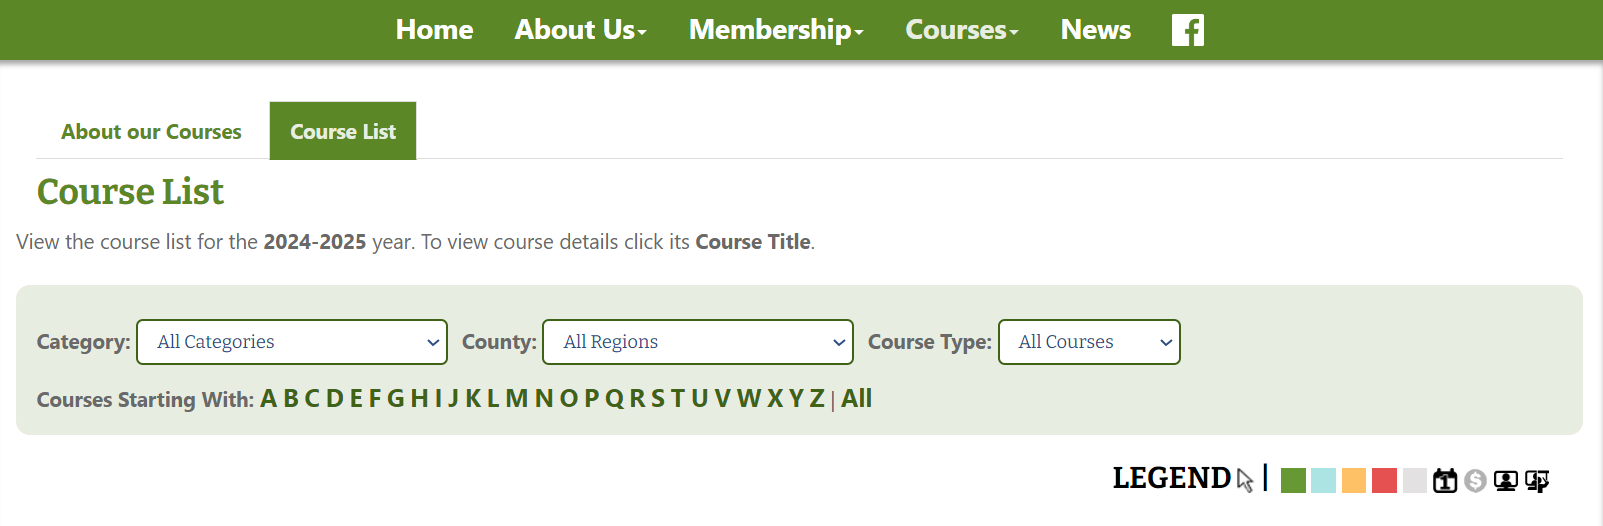 Home About Us Membership Courses News
About our Courses Course List
Course List
View the course list for the 2024-2025 year. To view course details click its Course Title.
Category: All Categories County: All Regions Course Type: All Courses
Courses Starting With: A B C D E F G H I J K L M N O P Q R S T U V W X Y Z | All
LEGEND | 1 $